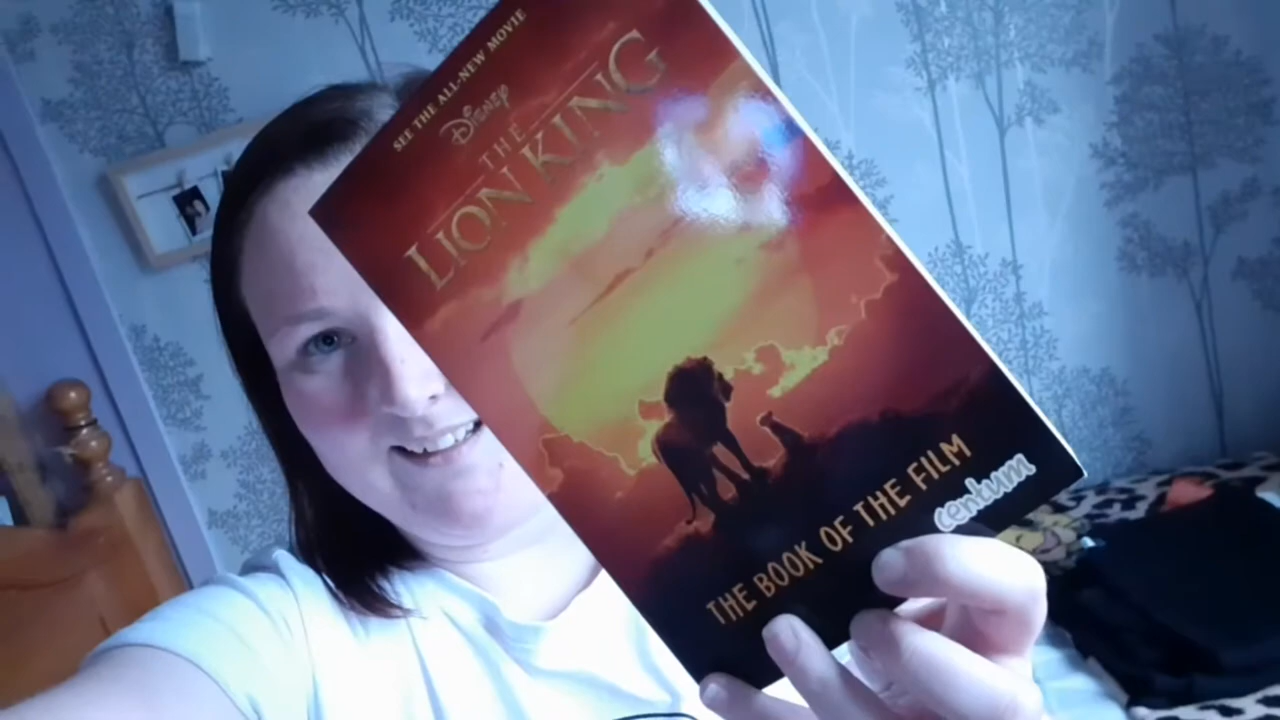 SEE THE ALL-NEW MOVIE
Disney
THE
LION KING
THE BOOK OF THE FILM
centum